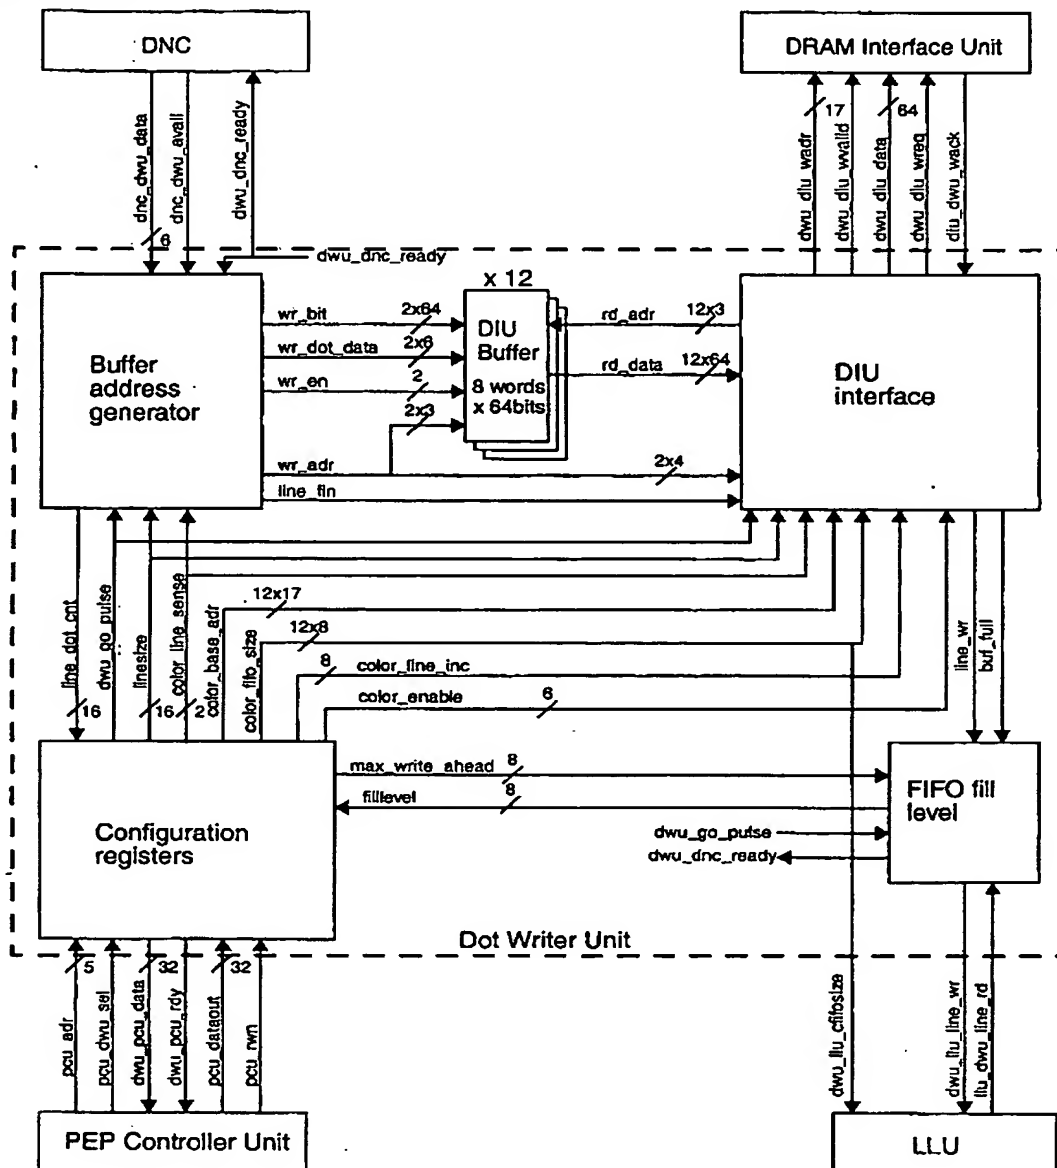 DNC
DRAM Interface Unit
dnc_dwu_data
6
dnc_dwu_avail
dwu_dnc_ready
dwu_diu_wadr
17
dwu_diu_wvalid
dwu_diu_data
64
dwu_diu_wreq
diu_dwu_wack
dwu_dnc_ready
x 12
Buffer
address
generator
wr_bit
2x64
wr_dot_data
2x6
wr_en
2
2x3
wr_adr
2x4
line_fin
DIU
Buffer
8 words
x 64bits
rd_adr
12x3
rd_data
12x64
DIU
interface
line_dot_cnt
16
dwu_go_pulse
linesize
16
color_line_sense
2
color_base_adr
12x17
color_fifo_size
12x8
8
color_line_inc
color_enable
6
line_wr
buf_full
Configuration
registers
max_write_ahead
8
filllevel
8
dwu_go_pulse
dwu_dnc_ready
FIFO fill
level
Dot Writer Unit
pcu_adr
5
pcu_dwu_sel
dwu_pcu_data
32
dwu_pcu_rdy
pcu_dataout
32
pcu_rwn
dwu_llu_cfifosize
dwu_llu_line_wr
llu_dwu_line_rd
PEP Controller Unit
LLU